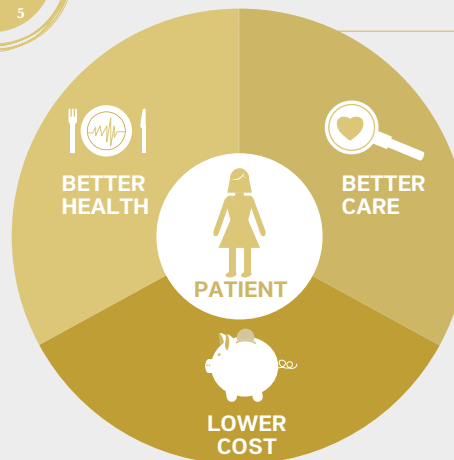 5
BETTER
HEALTH
BETTER
CARE
PATIENT
LOWER
COST